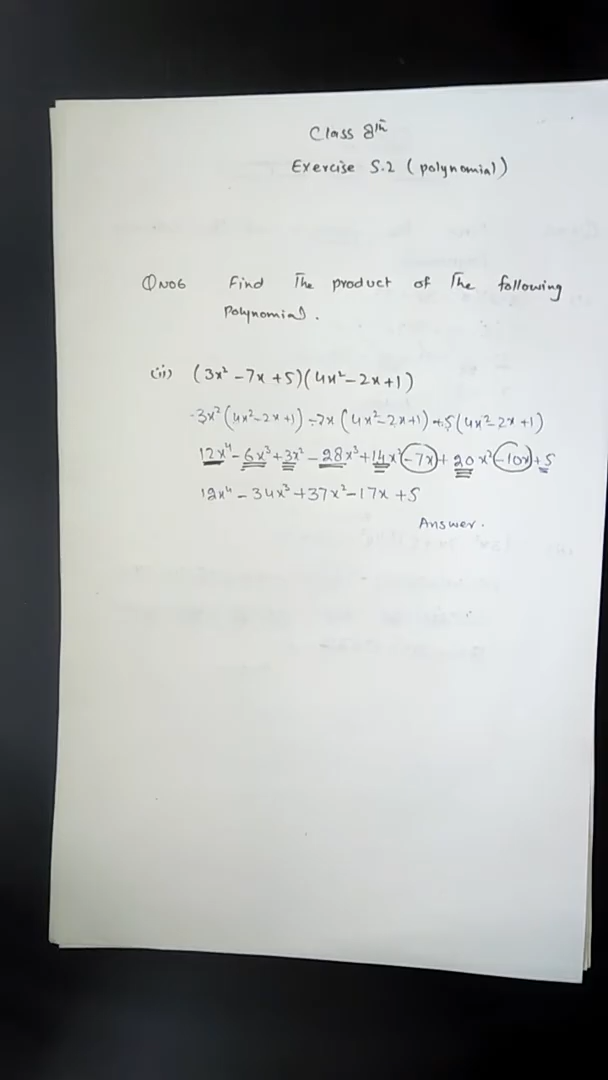 Class 8th
Exercise 5.2 (polynomial)
QNO6 Find The product of The following
Polynomial.
(ii) (3x² - 7x + 5)(4x² - 2x + 1)
3x²(4x² - 2x + 1) - 7x(4x² - 2x + 1) + 5(4x² - 2x + 1)
12x⁴ - 6x³ + 3x² - 28x³ + 14x² - 7x + 20x² - 10x + 5
12x⁴ - 34x³ + 37x² - 17x + 5
Answer.